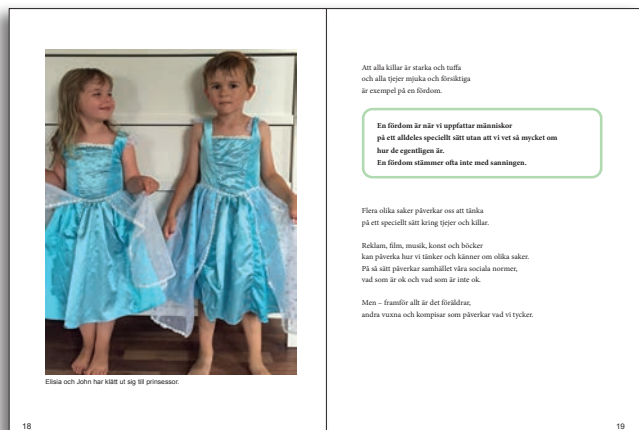 Elisia och John har klätt ut sig till prinsessor.
18
Att alla killar är starka och tuffa
och alla tjejer mjuka och försiktiga
är exempel på en fördom.
En fördom är när vi uppfattar människor
på ett alldeles speciellt sätt utan att vi vet så mycket om
hur de egentligen är.
En fördom stämmer ofta inte med sanningen.
Flera olika saker påverkar oss att tänka
på ett speciellt sätt kring tjejer och killar.
Reklam, film, musik, konst och böcker
kan påverka hur vi tänker och känner om olika saker.
På så sätt påverkar samhället våra sociala normer,
vad som är ok och vad som är inte ok.
Men – framför allt är det föräldrar,
andra vuxna och kompisar som påverkar vad vi tycker.
19